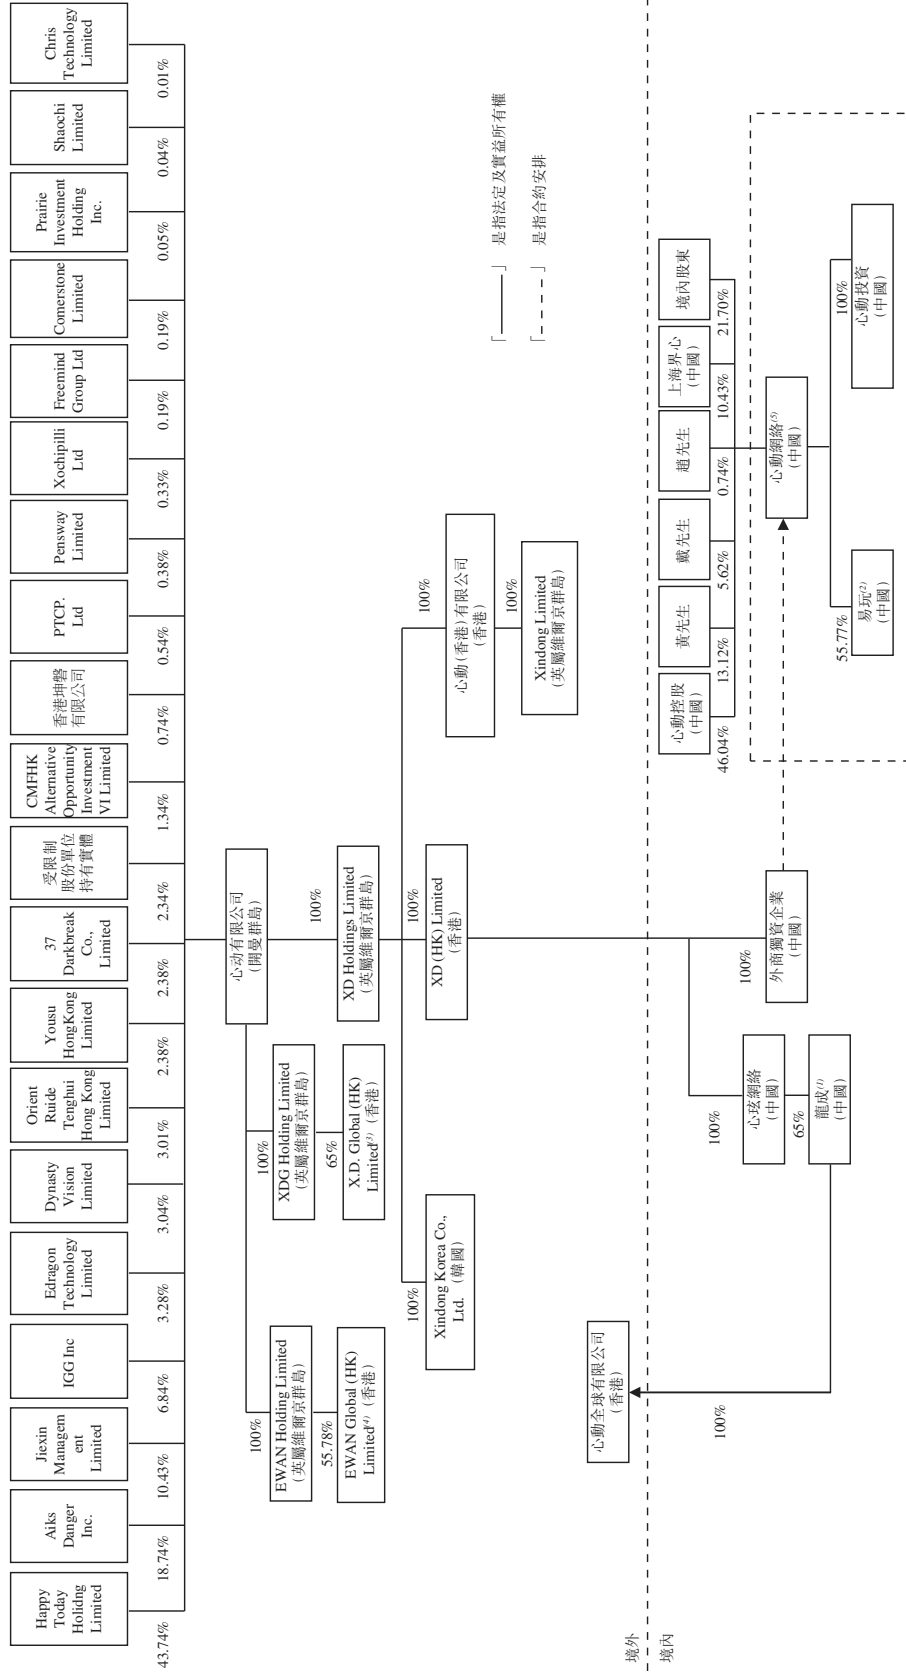 Happy
Today
Holidng
Limited
43.74%
Aiks
Danger
Inc.
18.74%
Jiexin
Managem
ent
Limited
10.43%
IGG Inc
6.84%
Edragon
Technology
Limited
3.28%
Dynasty
Vision
Limited
3.04%
Orient
Ruide
Tenghui
Hong Kong
Limited
3.01%
Yousu
HongKong
Limited
2.38%
37
Darkbreak
Co.,
Limited
2.38%
受限制
股份單位
持有實體
2.34%
CMFHK
Alternative
Opportunity
Investment
VI Limited
1.34%
香港坤磐
有限公司
0.74%
PTCP.
Ltd
0.54%
Pensway
Limited
0.38%
Xochipilli
Ltd
0.33%
Freemind
Group Ltd
0.19%
Cornerstone
Limited
0.19%
Prairie
Investment
Holding
Inc.
0.05%
Shaochi
Limited
0.04%
Chris
Technology
Limited
0.01%
心动有限公司
(開曼群島)
100%
EWAN Holding Limited
(英屬維爾京群島)
55.78%
EWAN Global (HK)
Limited(4) (香港)
100%
XDG Holding Limited
(英屬維爾京群島)
65%
X.D. Global (HK)
Limited(3) (香港)
100%
XD Holdings Limited
(英屬維爾京群島)
100%
Xindong Korea Co.,
Ltd. (韓國)
100%
XD (HK) Limited
(香港)
100%
心動(香港)有限公司
(香港)
100%
Xindong Limited
(英屬維爾京群島)
「——」 是指法定及實益所有權
「- - - -」 是指合約安排
心動全球有限公司
(香港)
100%
境外
境內
100%
心玹網絡
(中國)
65%
龍成(1)
(中國)
100%
外商獨資企業
(中國)
心動控股
(中國)
46.04%
黃先生
13.12%
戴先生
5.62%
趙先生
0.74%
上海界心
(中國)
10.43%
境內股東
21.70%
心動網絡(5)
(中國)
55.77%
易玩(2)
(中國)
100%
心動投資
(中國)